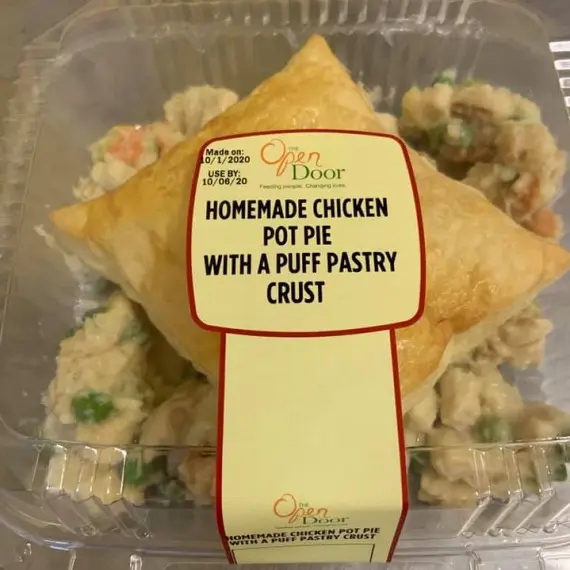 Made on:
10/1/2020
USE BY:
10/06/20
THE
Open
Door
Feeding people. Changing lives.
HOMEMADE CHICKEN
POT PIE
WITH A PUFF PASTRY
CRUST
THE
Open
Door
HOMEMADE CHICKEN POT PIE
WITH A PUFF PASTRY CRUST